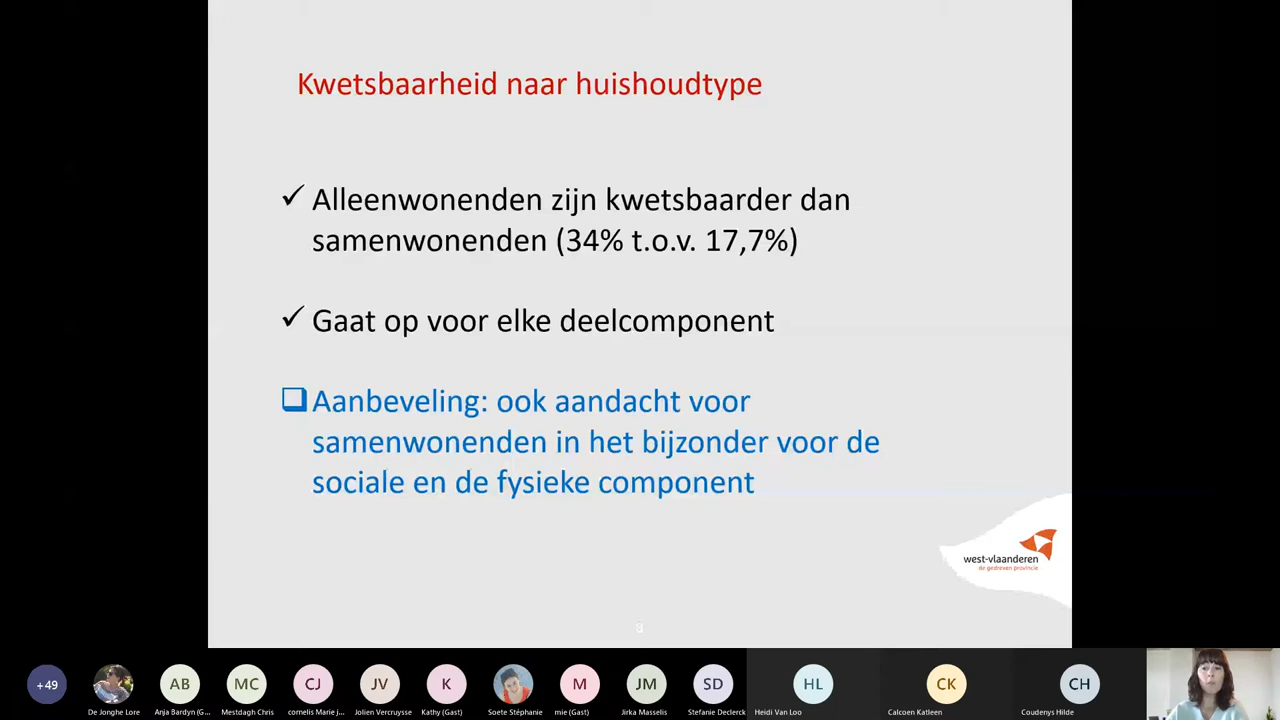 Kwetsbaarheid naar huishoudtype
Alleenwonenden zijn kwetsbaarder dan
samenwonenden (34% t.o.v. 17,7%)
Gaat op voor elke deelcomponent
Aanbeveling: ook aandacht voor
samenwonenden in het bijzonder voor de
sociale en de fysieke component
west-vlaanderen
de gedreven provincie
8
+49
AB
MC
CJ
JV
K
M
JM
SD
HL
CK
CH
De Jonghe Lore
Anja Bardyn (G...
Mestdagh Chris
cornelis Marie j...
Jolien Vercruysse
Kathy (Gast)
Soete Stéphanie
mie (Gast)
Jirka Masselis
Stefanie Declerck
Heidi Van Loo
Calcoen Katleen
Coudenys Hilde